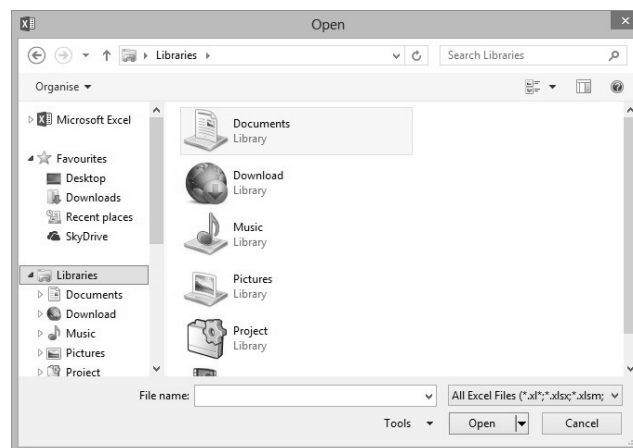 Open
Libraries
Search Libraries
Organise
Microsoft Excel
Favourites
Desktop
Downloads
Recent places
SkyDrive
Libraries
Documents
Download
Music
Pictures
Project
Documents
Library
Download
Library
Music
Library
Pictures
Library
Project
Library
File name:
All Excel Files (*.xl*;*.xlsx;*.xlsm;
Tools
Open
Cancel